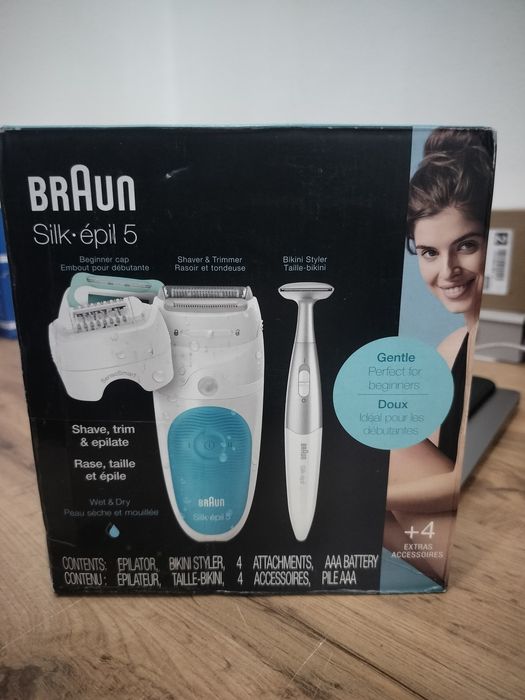 BRAUN
Silk·épil 5
Beginner cap
Embout pour débutante
Shaver & Trimmer
Rasoir et tondeuse
Bikini Styler
Taille-bikini
SensoSmart
Shave, trim
& epilate
Rase, taille
et épile
Wet & Dry
Peau sèche et mouillée
BRAUN
Silk·épil 5
Silk·épil
Gentle
Perfect for
beginners
Doux
Idéal pour les
débutantes
+4
EXTRAS
ACCESSOIRES
CONTENTS: EPILATOR, BIKINI STYLER, 4 ATTACHMENTS, AAA BATTERY
CONTENU: ÉPILATEUR, TAILLE-BIKINI, 4 ACCESSOIRES, PILE AAA